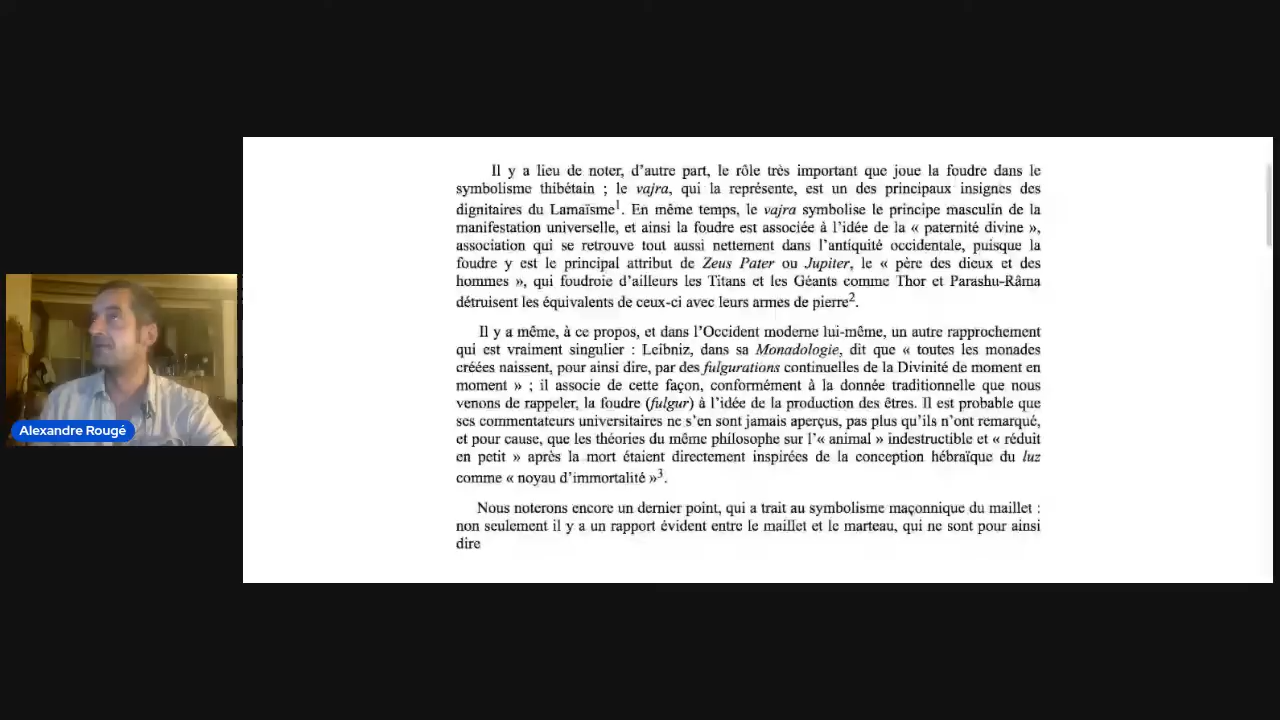 Il y a lieu de noter, d'autre part, le rôle très important que joue la foudre dans le
symbolisme thibétain ; le vajra, qui la représente, est un des principaux insignes des
dignitaires du Lamaïsme1. En même temps, le vajra symbolise le principe masculin de la
manifestation universelle, et ainsi la foudre est associée à l'idée de la « paternité divine »,
association qui se retrouve tout aussi nettement dans l'antiquité occidentale, puisque la
foudre y est le principal attribut de Zeus Pater ou Jupiter, le « père des dieux et des
hommes », qui foudroie d'ailleurs les Titans et les Géants comme Thor et Parashu-Râma
détruisent les équivalents de ceux-ci avec leurs armes de pierre2.
Il y a même, à ce propos, et dans l'Occident moderne lui-même, un autre rapprochement
qui est vraiment singulier : Leibniz, dans sa Monadologie, dit que « toutes les monades
créées naissent, pour ainsi dire, par des fulgurations continuelles de la Divinité de moment en
moment » ; il associe de cette façon, conformément à la donnée traditionnelle que nous
venons de rappeler, la foudre (fulgur) à l'idée de la production des êtres. Il est probable que
ses commentateurs universitaires ne s'en sont jamais aperçus, pas plus qu'ils n'ont remarqué,
et pour cause, que les théories du même philosophe sur l'« animal » indestructible et « réduit
en petit » après la mort étaient directement inspirées de la conception hébraïque du luz
comme « noyau d'immortalité »3.
Nous noterons encore un dernier point, qui a trait au symbolisme maçonnique du maillet :
non seulement il y a un rapport évident entre le maillet et le marteau, qui ne sont pour ainsi
dire
Alexandre Rougé